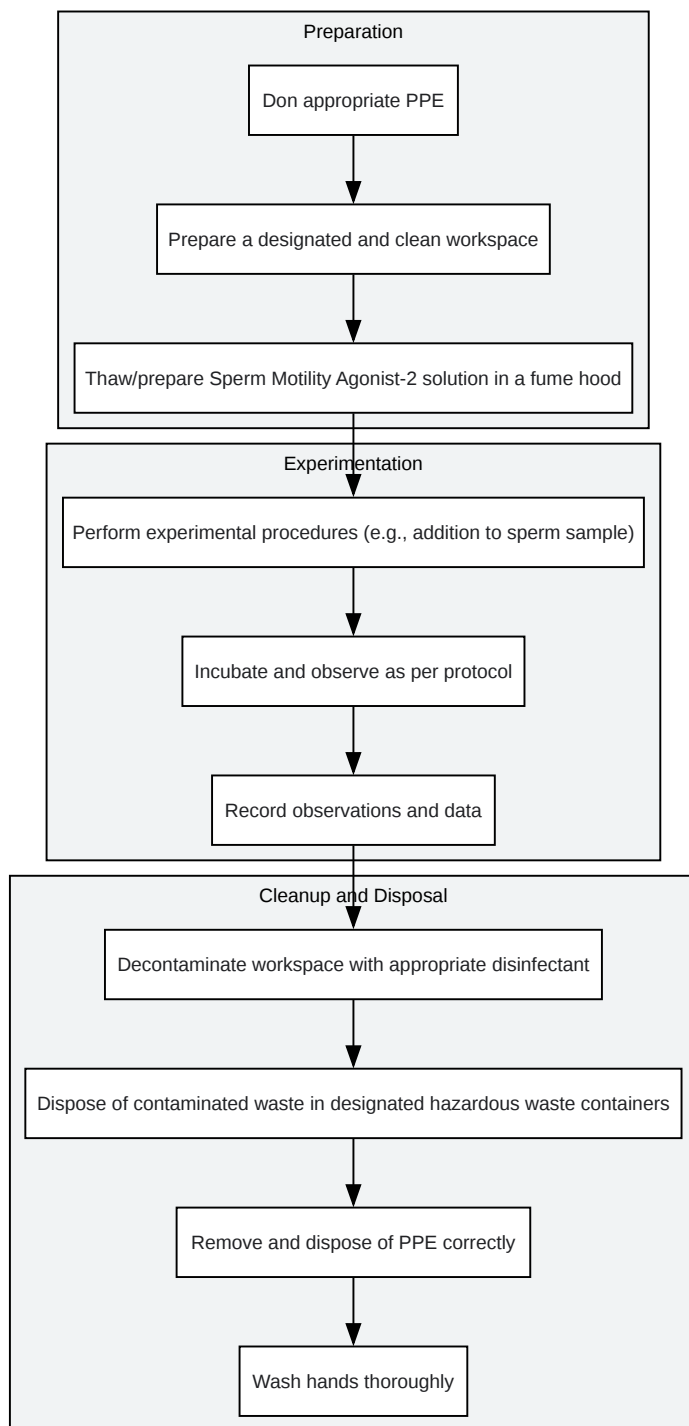 Preparation
Don appropriate PPE
Prepare a designated and clean workspace
Thaw/prepare Sperm Motility Agonist-2 solution in a fume hood
Experimentation
Perform experimental procedures (e.g., addition to sperm sample)
Incubate and observe as per protocol
Record observations and data
Cleanup and Disposal
Decontaminate workspace with appropriate disinfectant
Dispose of contaminated waste in designated hazardous waste containers
Remove and dispose of PPE correctly
Wash hands thoroughly